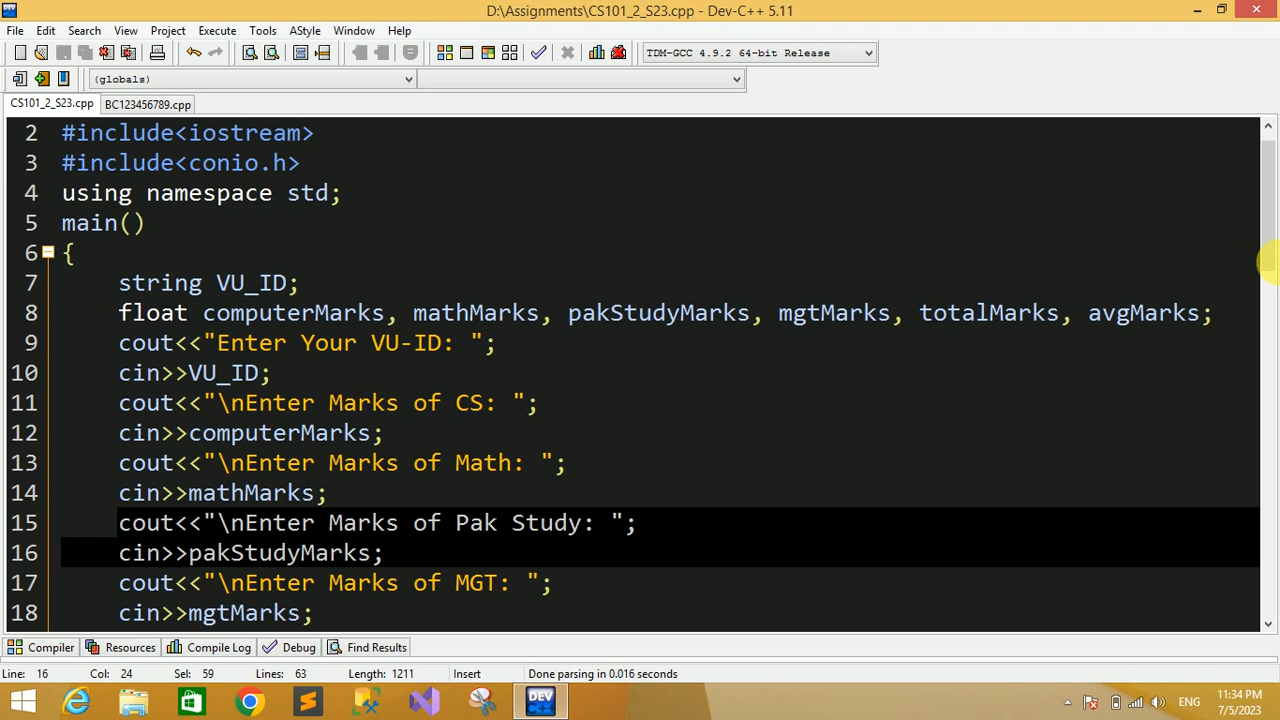 D:\Assignments\CS101_2_S23.cpp - Dev-C++ 5.11
File Edit Search View Project Execute Tools AStyle Window Help
TDM-GCC 4.9.2 64-bit Release
(globals)
CS101_2_S23.cpp BC123456789.cpp
2 #include<iostream>
3 #include<conio.h>
4 using namespace std;
5 main()
6 {
7 string VU_ID;
8 float computerMarks, mathMarks, pakStudyMarks, mgtMarks, totalMarks, avgMarks;
9 cout<<"Enter Your VU-ID: ";
10 cin>>VU_ID;
11 cout<<"\nEnter Marks of CS: ";
12 cin>>computerMarks;
13 cout<<"\nEnter Marks of Math: ";
14 cin>>mathMarks;
15 cout<<"\nEnter Marks of Pak Study: ";
16 cin>>pakStudyMarks;
17 cout<<"\nEnter Marks of MGT: ";
18 cin>>mgtMarks;
Compiler Resources Compile Log Debug Find Results
Line: 16 Col: 24 Sel: 59 Lines: 63 Length: 1211 Insert Done parsing in 0.016 seconds
DEV
ENG
11:34 PM
7/5/2023